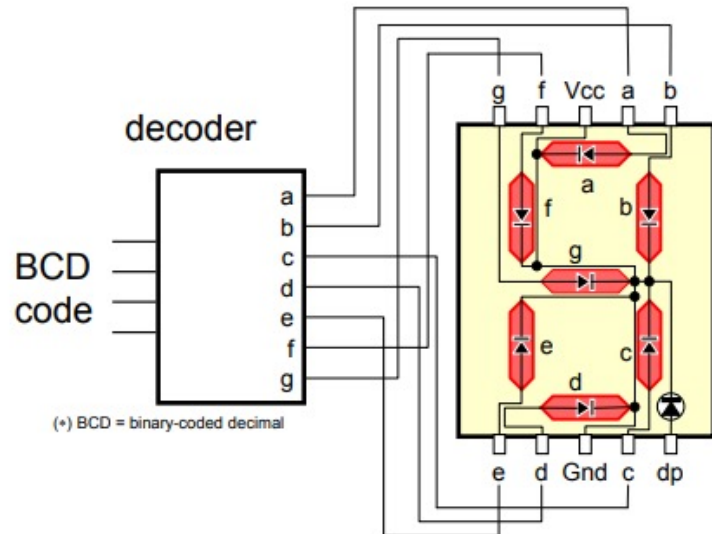 g f Vcc a b
decoder
a
a
b
f
b
c
g
BCD
d
code
e
e
c
f
d
g
(*) BCD = binary-coded decimal
e d Gnd c dp